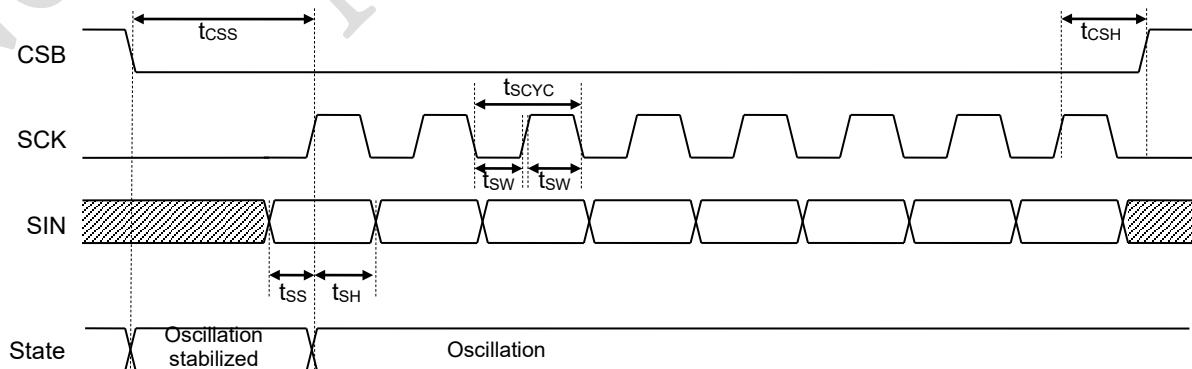 tCSS
tCSH
CSB
tSCYC
SCK
tSW tSW
SIN
tSS tSH
State
Oscillation
stabilized
Oscillation